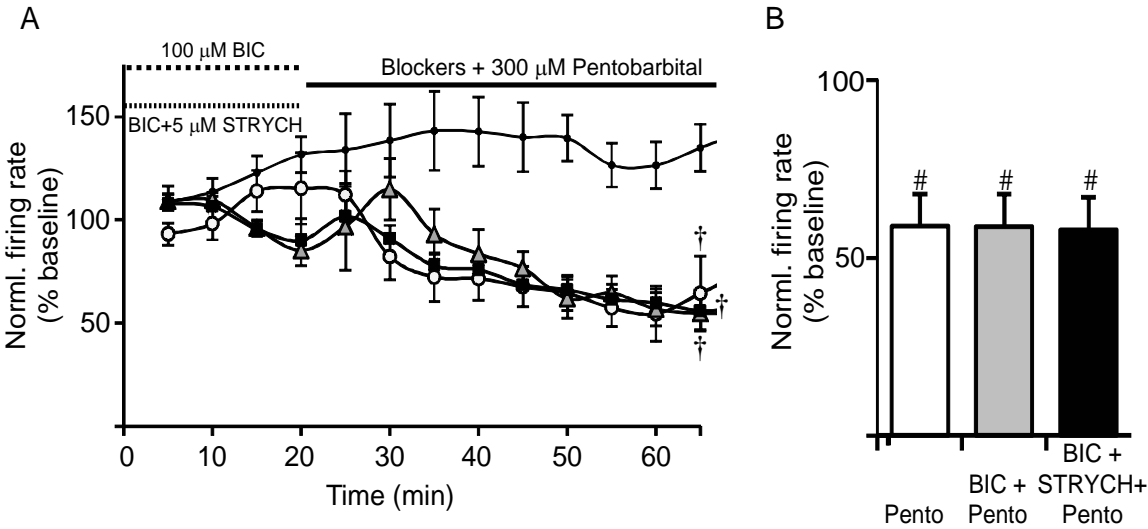 A
100 μM BIC
Blockers + 300 μM Pentobarbital
BIC+5 μM STRYCH
Norml. firing rate
(% baseline)
150
100
50
†
†
†
0
10
20
30
40
50
60
Time (min)
B
Norml. firing rate
(% baseline)
100
50
#
#
#
Pento
BIC +
Pento
BIC +
STRYCH+
Pento